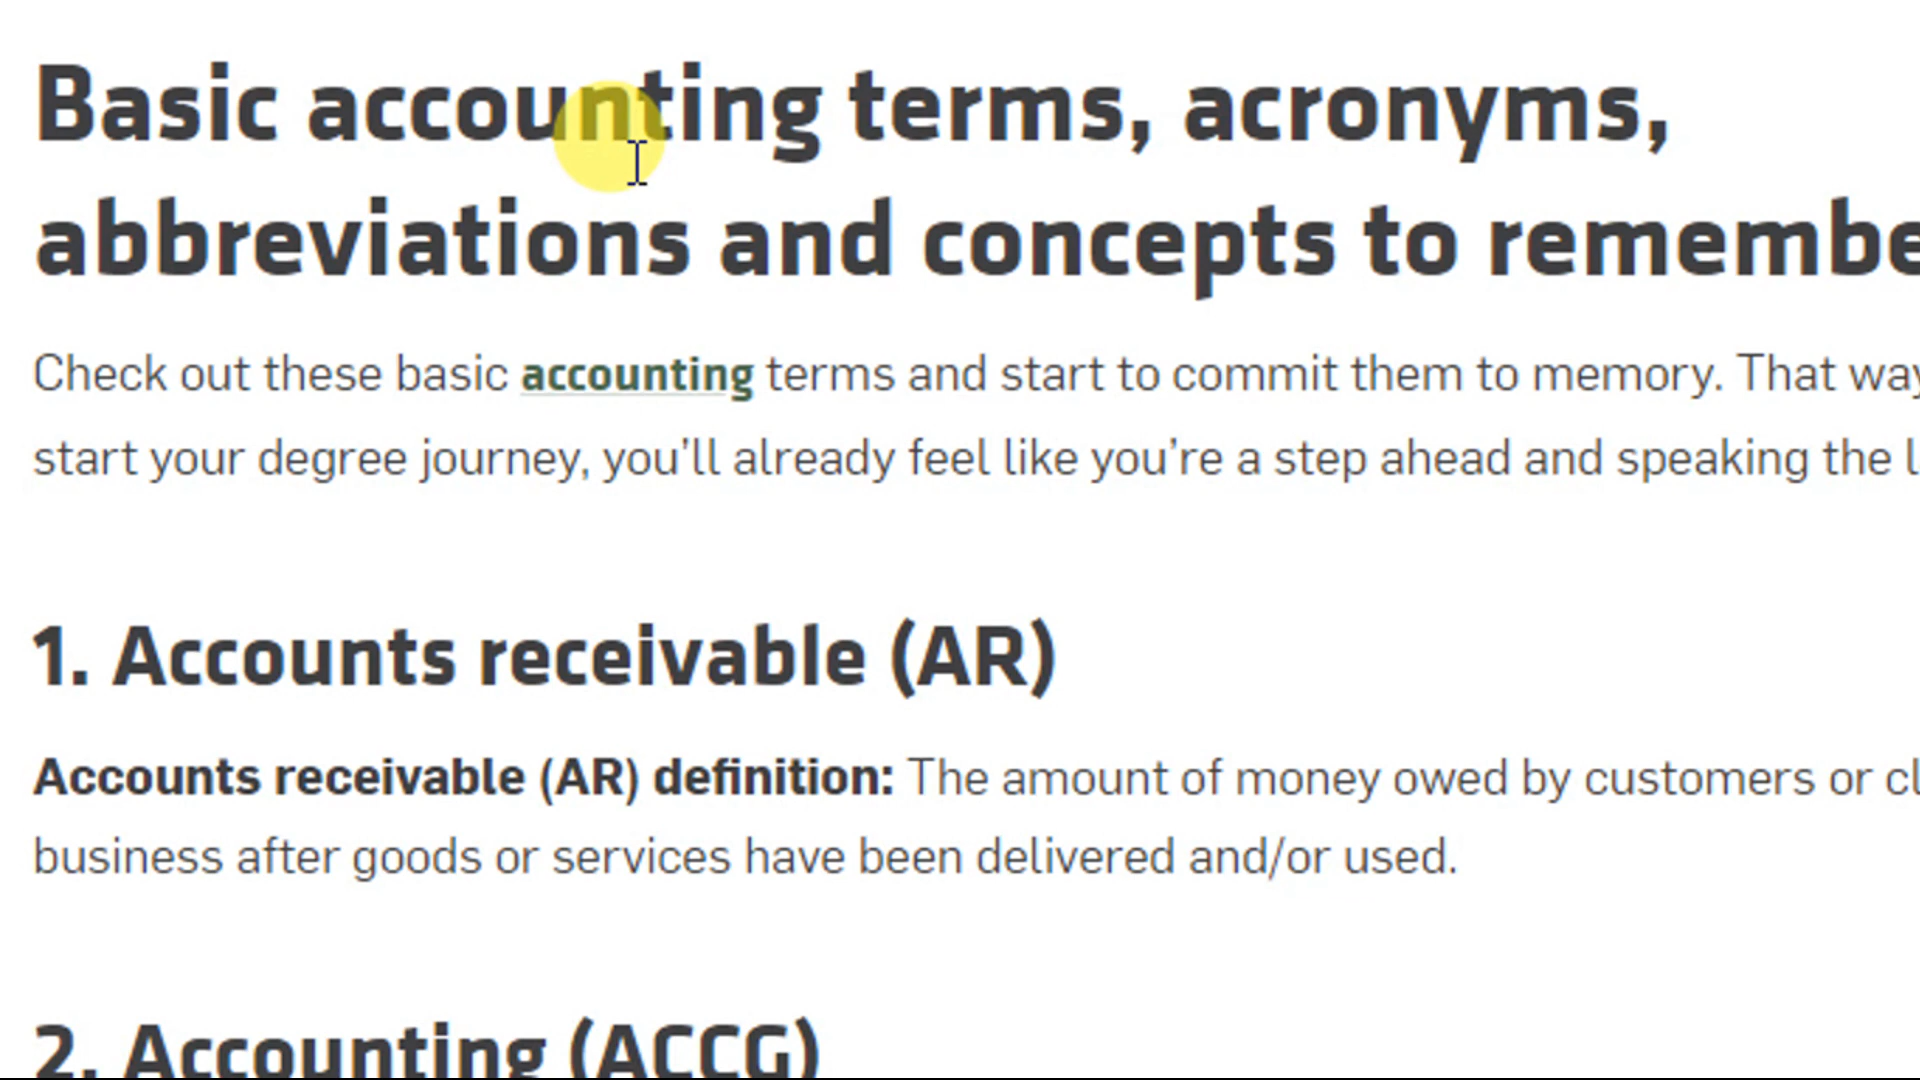 Basic accounting terms, acronyms,
abbreviations and concepts to remembe
Check out these basic accounting terms and start to commit them to memory. That way
start your degree journey, you’ll already feel like you’re a step ahead and speaking the l
1. Accounts receivable (AR)
Accounts receivable (AR) definition: The amount of money owed by customers or cl
business after goods or services have been delivered and/or used.
2. Accounting (ACCG)